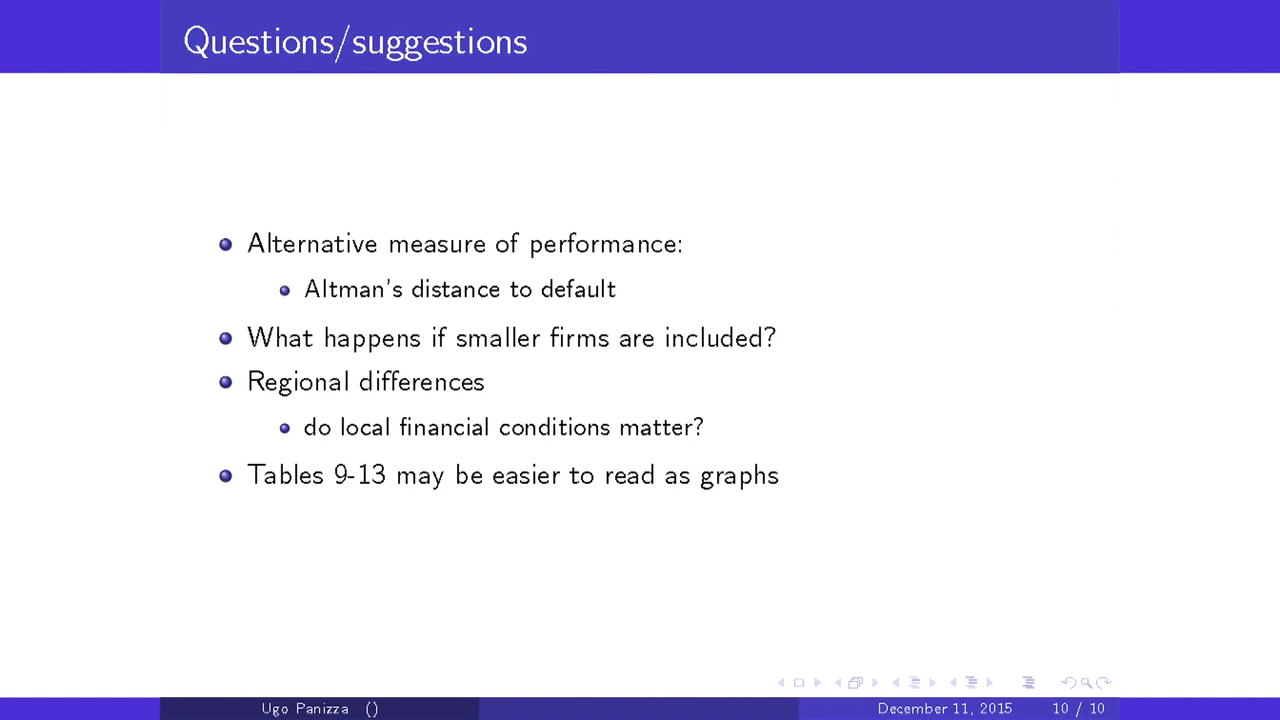 Questions/suggestions
Alternative measure of performance:
Altman's distance to default
What happens if smaller firms are included?
Regional differences
do local financial conditions matter?
Tables 9-13 may be easier to read as graphs
Ugo Panizza () December 11, 2015 10 / 10